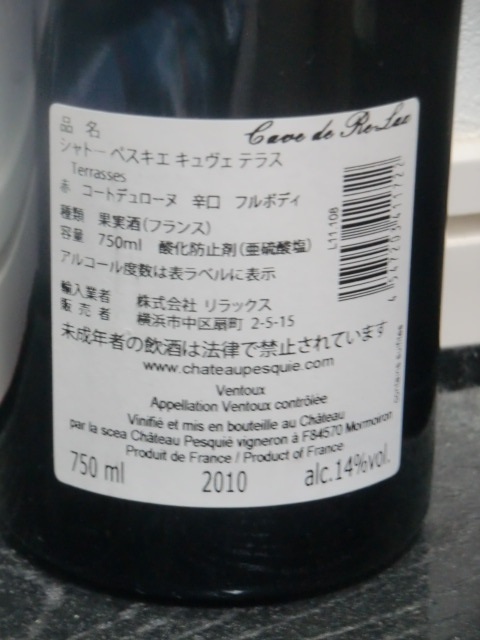 品 名
Cave de Re-Lax
シャトー ペスキエ キュヴェ テラス
Terrasses
赤 コートデュローヌ 辛口 フルボディ
種類 果実酒(フランス)
容量 750ml 酸化防止剤(亜硫酸塩)
アルコール度数は表ラベルに表示
輸入業者 株式会社 リラックス
販売者 横浜市中区扇町 2-5-15
未成年者の飲酒は法律で禁止されています
www.chateaupesquie.com
Ventoux
Appellation Ventoux contrôlée
Vinifié et mis en bouteille au Château
par la scea Château Pesquié vigneron à F84570 Mormoiron
Produit de France / Product of France
750 ml 2010 alc.14%vol.
L11 108